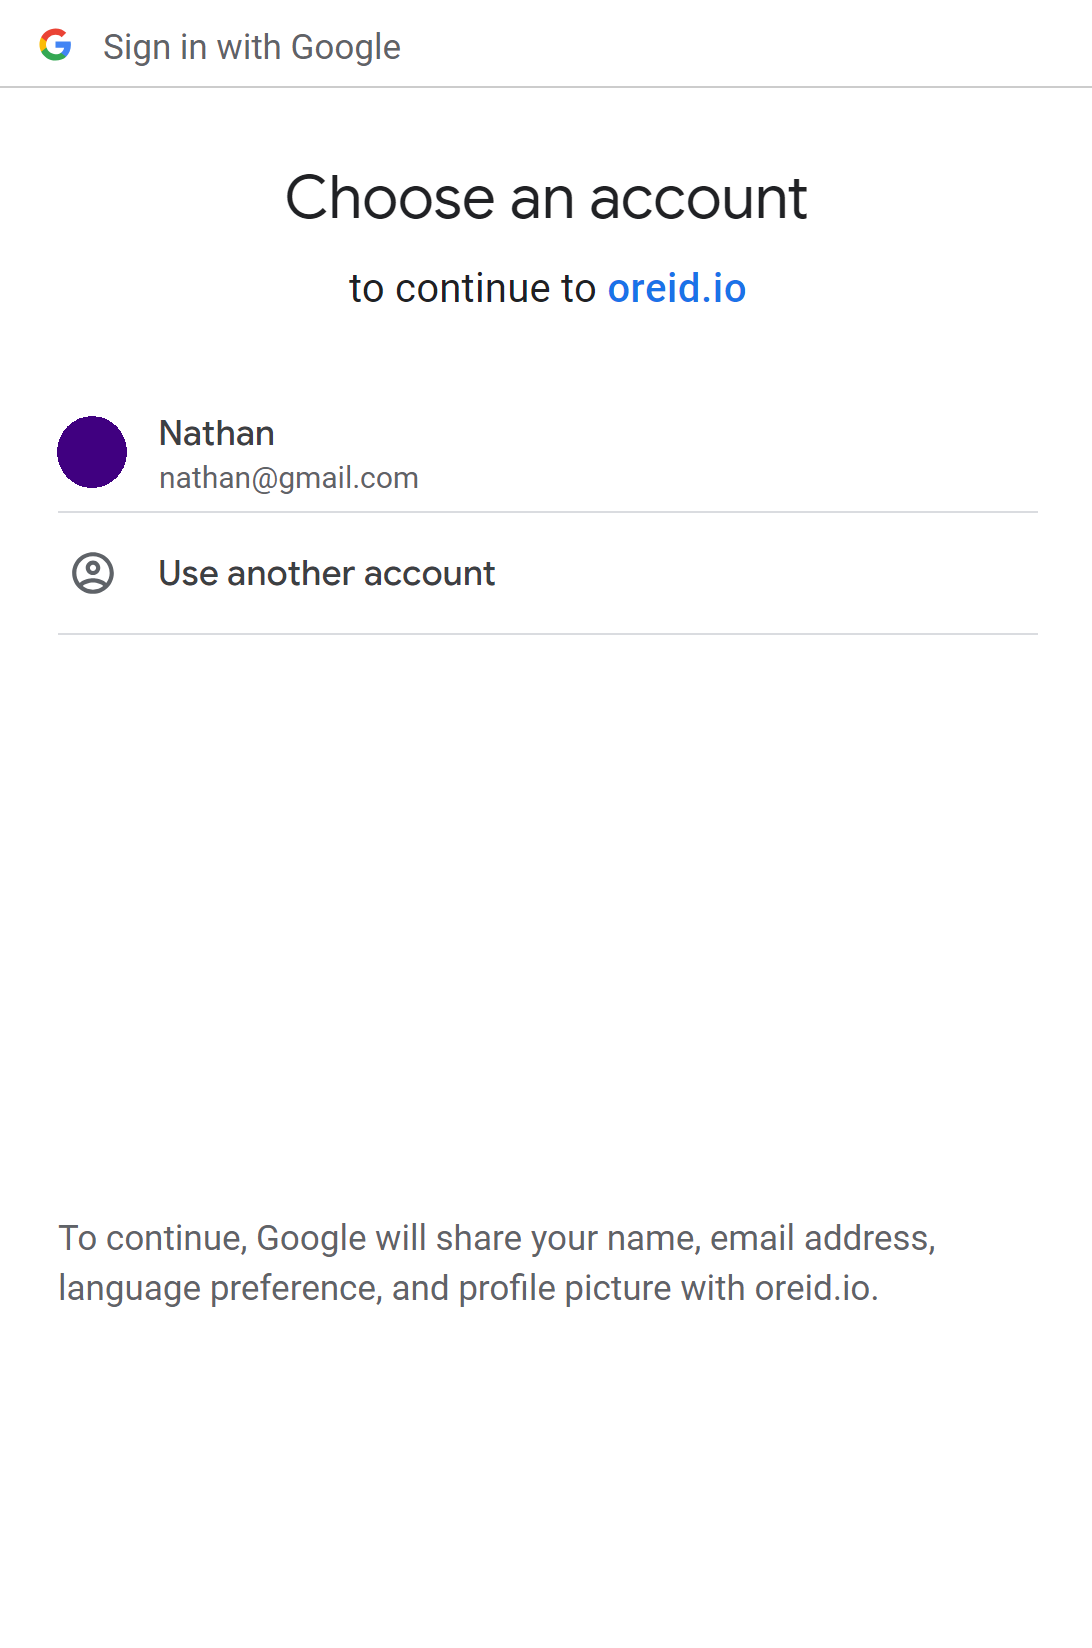 Sign in with Google
Choose an account
to continue to oreid.io
Nathan
nathan@gmail.com
Use another account
To continue, Google will share your name, email address,
language preference, and profile picture with oreid.io.